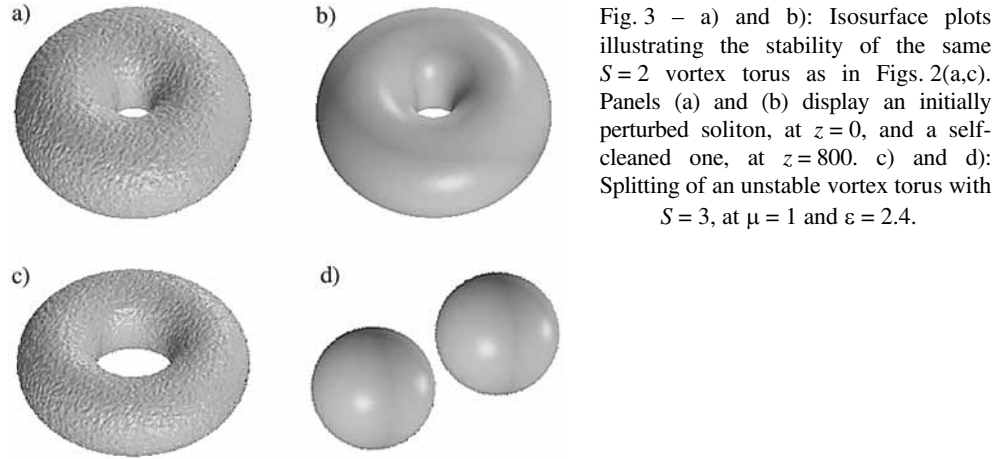 a)
b)
Fig. 3 – a) and b): Isosurface plots
illustrating the stability of the same
S = 2 vortex torus as in Figs. 2(a,c).
Panels (a) and (b) display an initially
perturbed soliton, at z = 0, and a self-
cleaned one, at z = 800. c) and d):
Splitting of an unstable vortex torus with
S = 3, at μ = 1 and ε = 2.4.
c)
d)